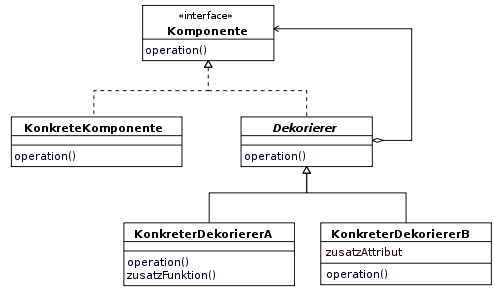 «interface»
Komponente
operation()
KonkreteKomponente
operation()
Dekorierer
operation()
KonkreterDekoriererA
operation()
zusatzFunktion()
KonkreterDekoriererB
zusatzAttribut
operation()